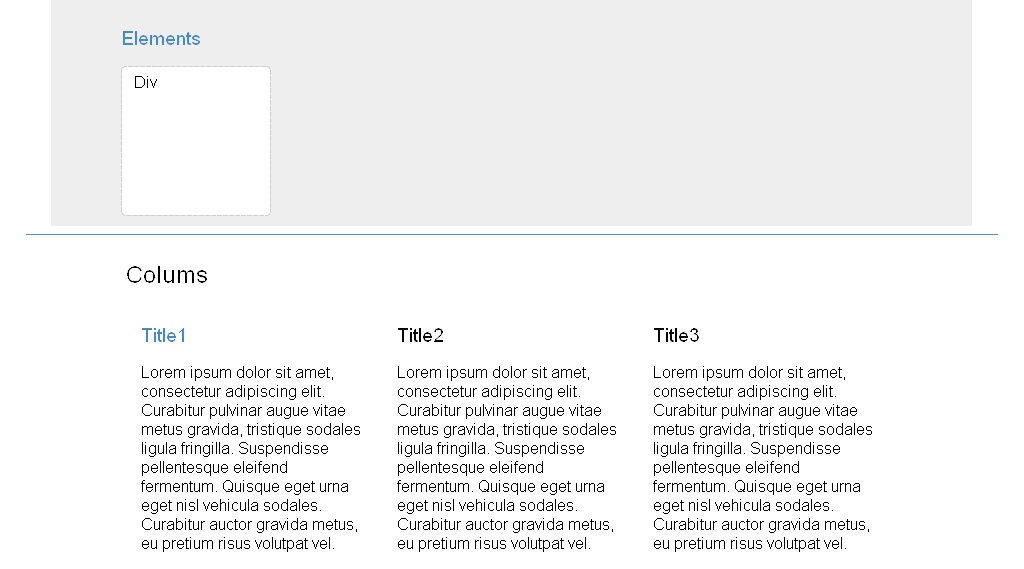 Elements
Div
Colums
Title1
Lorem ipsum dolor sit amet,
consectetur adipiscing elit.
Curabitur pulvinar augue vitae
metus gravida, tristique sodales
ligula fringilla. Suspendisse
pellentesque eleifend
fermentum. Quisque eget urna
eget nisl vehicula sodales.
Curabitur auctor gravida metus,
eu pretium risus volutpat vel.
Title2
Lorem ipsum dolor sit amet,
consectetur adipiscing elit.
Curabitur pulvinar augue vitae
metus gravida, tristique sodales
ligula fringilla. Suspendisse
pellentesque eleifend
fermentum. Quisque eget urna
eget nisl vehicula sodales.
Curabitur auctor gravida metus,
eu pretium risus volutpat vel.
Title3
Lorem ipsum dolor sit amet,
consectetur adipiscing elit.
Curabitur pulvinar augue vitae
metus gravida, tristique sodales
ligula fringilla. Suspendisse
pellentesque eleifend
fermentum. Quisque eget urna
eget nisl vehicula sodales.
Curabitur auctor gravida metus,
eu pretium risus volutpat vel.